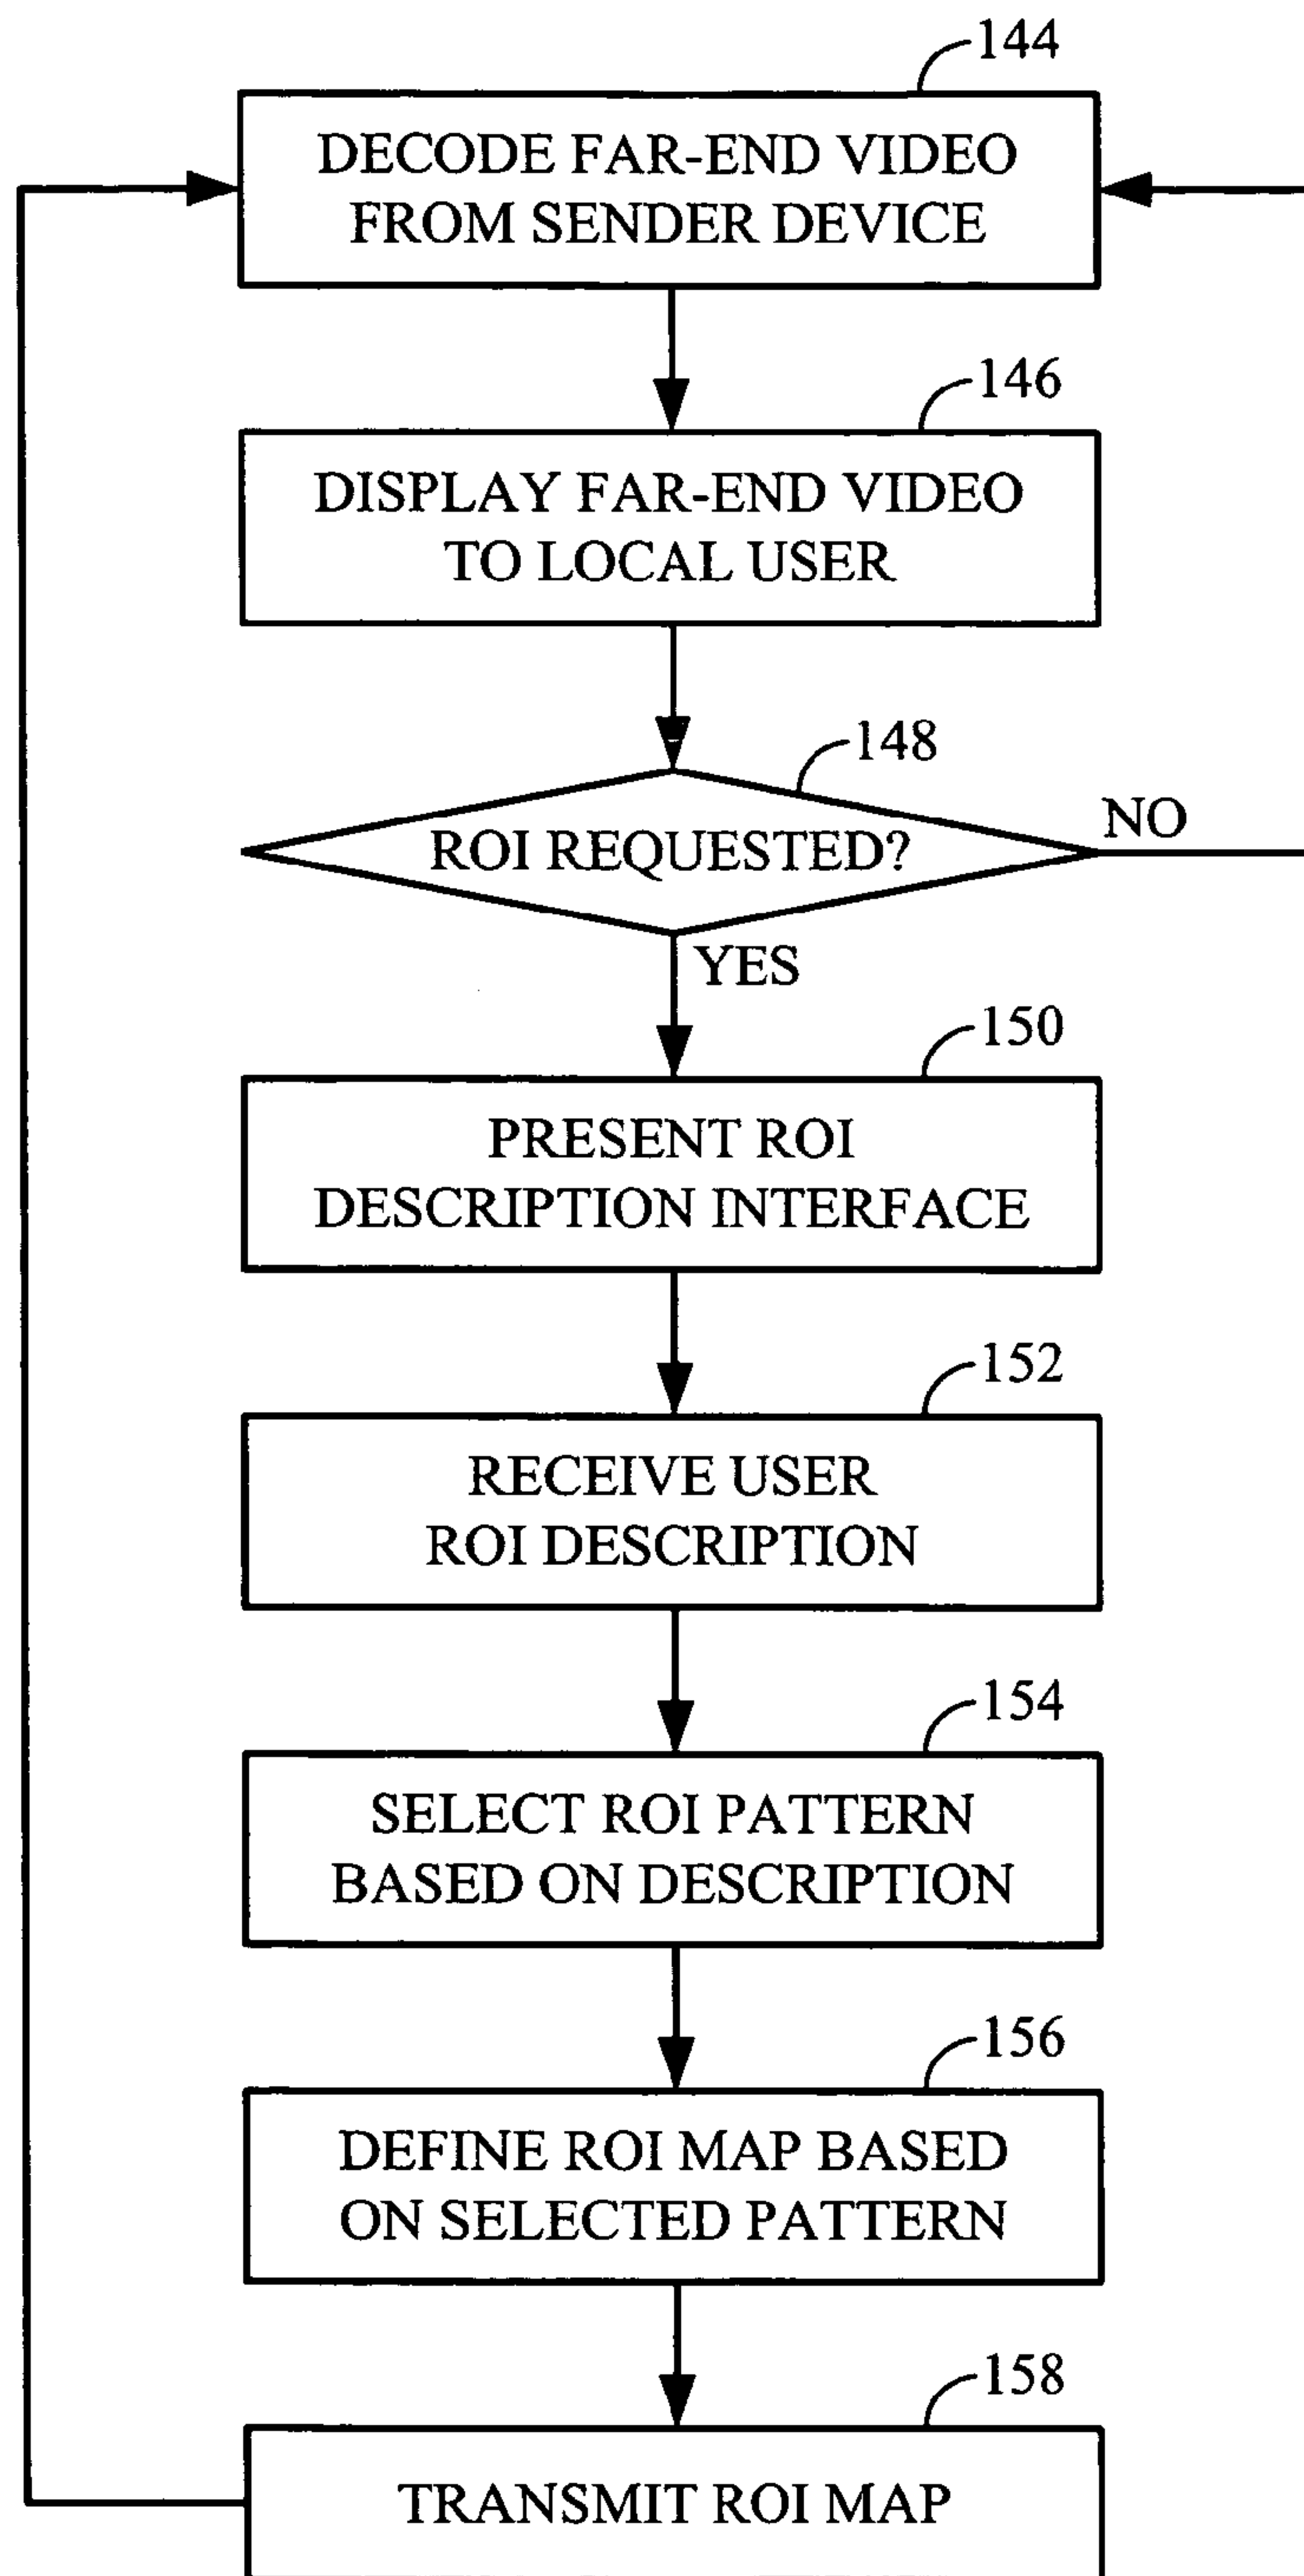 144
DECODE FAR-END VIDEO
FROM SENDER DEVICE
146
DISPLAY FAR-END VIDEO
TO LOCAL USER
148
ROI REQUESTED?
NO
YES
150
PRESENT ROI
DESCRIPTION INTERFACE
152
RECEIVE USER
ROI DESCRIPTION
154
SELECT ROI PATTERN
BASED ON DESCRIPTION
156
DEFINE ROI MAP BASED
ON SELECTED PATTERN
158
TRANSMIT ROI MAP